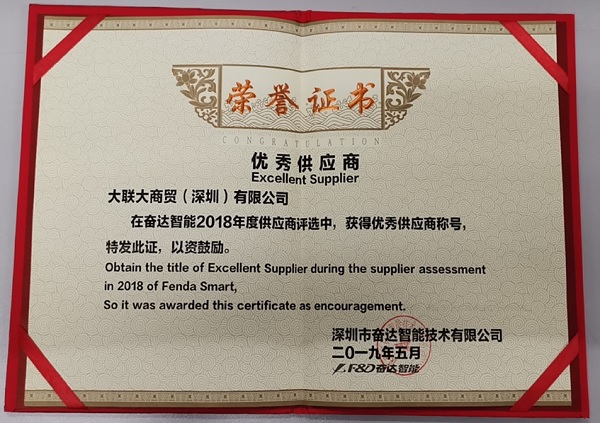 荣誉证书
CONGRATULATION
优秀供应商
Excellent Supplier
大联大商贸（深圳）有限公司
在奋达智能2018年度供应商评选中，获得优秀供应商称号，
特发此证，以资鼓励。
Obtain the title of Excellent Supplier during the supplier assessment
in 2018 of Fenda Smart,
So it was awarded this certificate as encouragement.
深圳市奋达智能技术有限公司
二〇一九年五月
F&D奋达智能